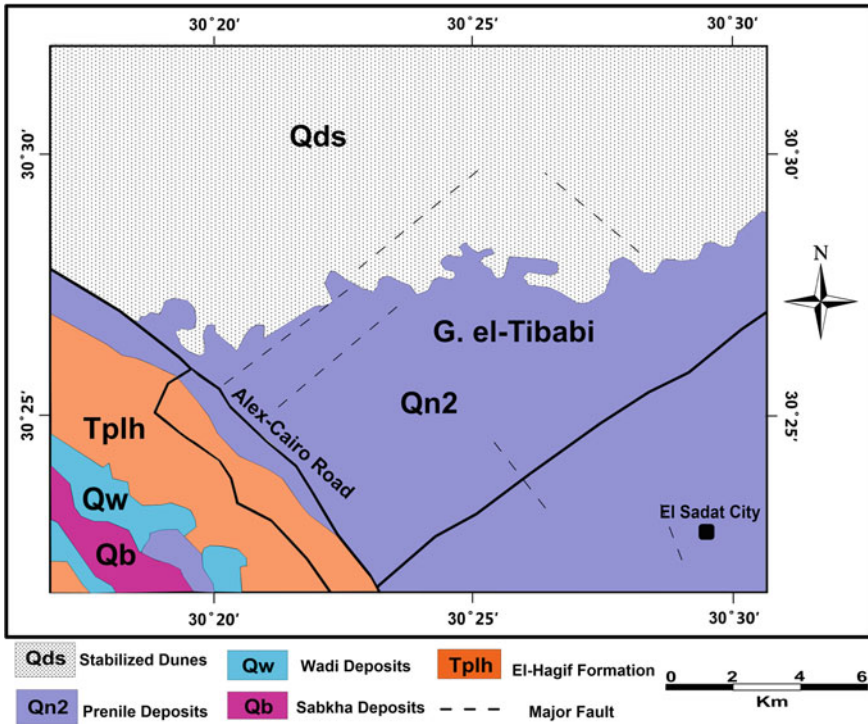 30°20′ 30°25′ 30°30′
Qds
30°30′ 30°30′
N
G. el-Tibabi
Qn2
Alex-Cairo Road
30°25′ 30°25′
Tplh
Qw
El Sadat City
Qb
30°20′ 30°25′ 30°30′
Qds Stabilized Dunes Qw Wadi Deposits Tplh El-Hagif Formation 0 2 4 6
Qn2 Prenile Deposits Qb Sabkha Deposits Major Fault Km